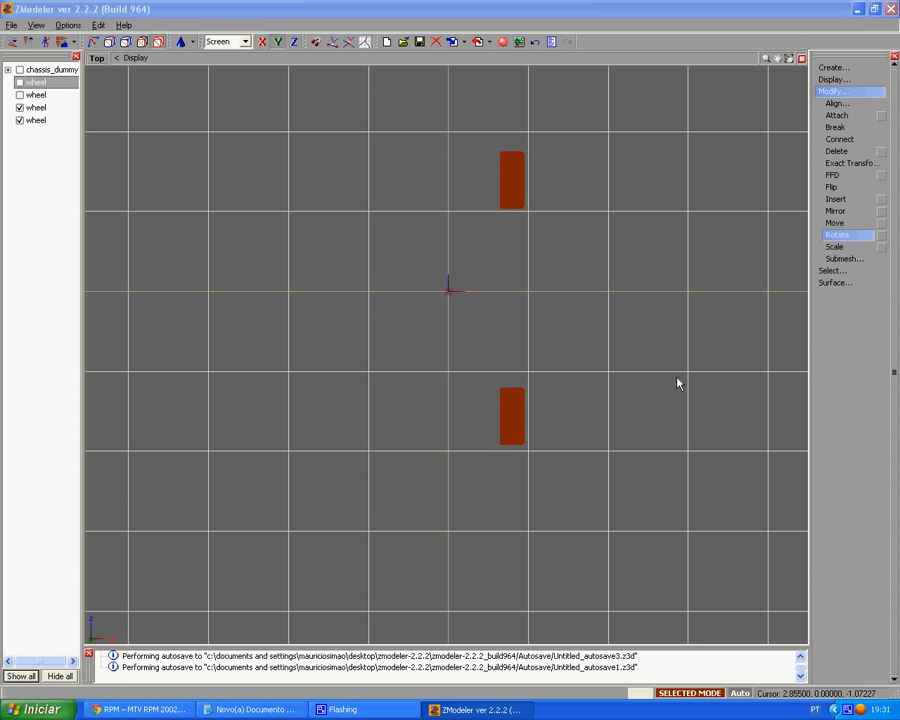 ZModeler ver 2.2.2 (Build 964)
File View Options Edit Help
Screen X Y Z
Top < Display
chassis_dummy
wheel
wheel
wheel
wheel
Create...
Display...
Modify...
Align...
Attach
Break
Connect
Delete
Exact Transfo...
FFD
Flip
Insert
Mirror
Move
Rotate
Scale
Submesh...
Select...
Surface...
z
Show all Hide all
Performing autosave to "c:\documents and settings\mauriciosimao\desktop\zmodeler-2.2.2\zmodeler-2.2.2_build964/Autosave/Untitled_autosave3.z3d"
Performing autosave to "c:\documents and settings\mauriciosimao\desktop\zmodeler-2.2.2\zmodeler-2.2.2_build964/Autosave/Untitled_autosave1.z3d"
SELECTED MODE Auto Cursor: 2.85500, 0.00000, -1.07227
Iniciar RPM – MTV RPM 2002... Novo(a) Documento ... Flashing ZModeler ver 2.2.2 (... PT 19:31